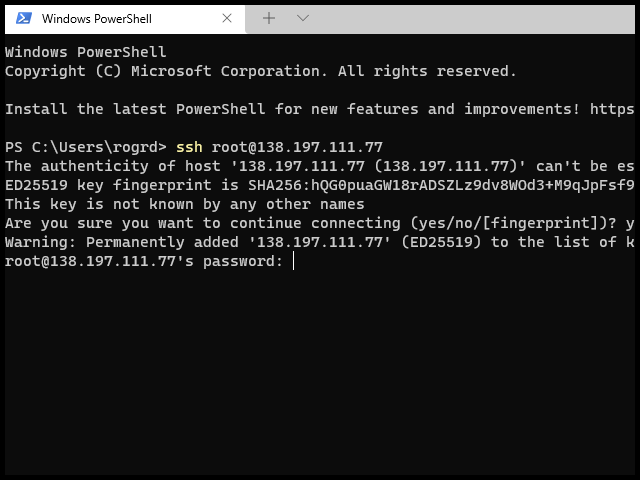 Windows PowerShell
Windows PowerShell
Copyright (C) Microsoft Corporation. All rights reserved.
Install the latest PowerShell for new features and improvements! https
PS C:\Users\rogrd> ssh root@138.197.111.77
The authenticity of host '138.197.111.77 (138.197.111.77)' can't be es
ED25519 key fingerprint is SHA256:hQG0puaGW18rADSZLz9dv8WOd3+M9qJpFsf9
This key is not known by any other names
Are you sure you want to continue connecting (yes/no/[fingerprint])? y
Warning: Permanently added '138.197.111.77' (ED25519) to the list of k
root@138.197.111.77's password: